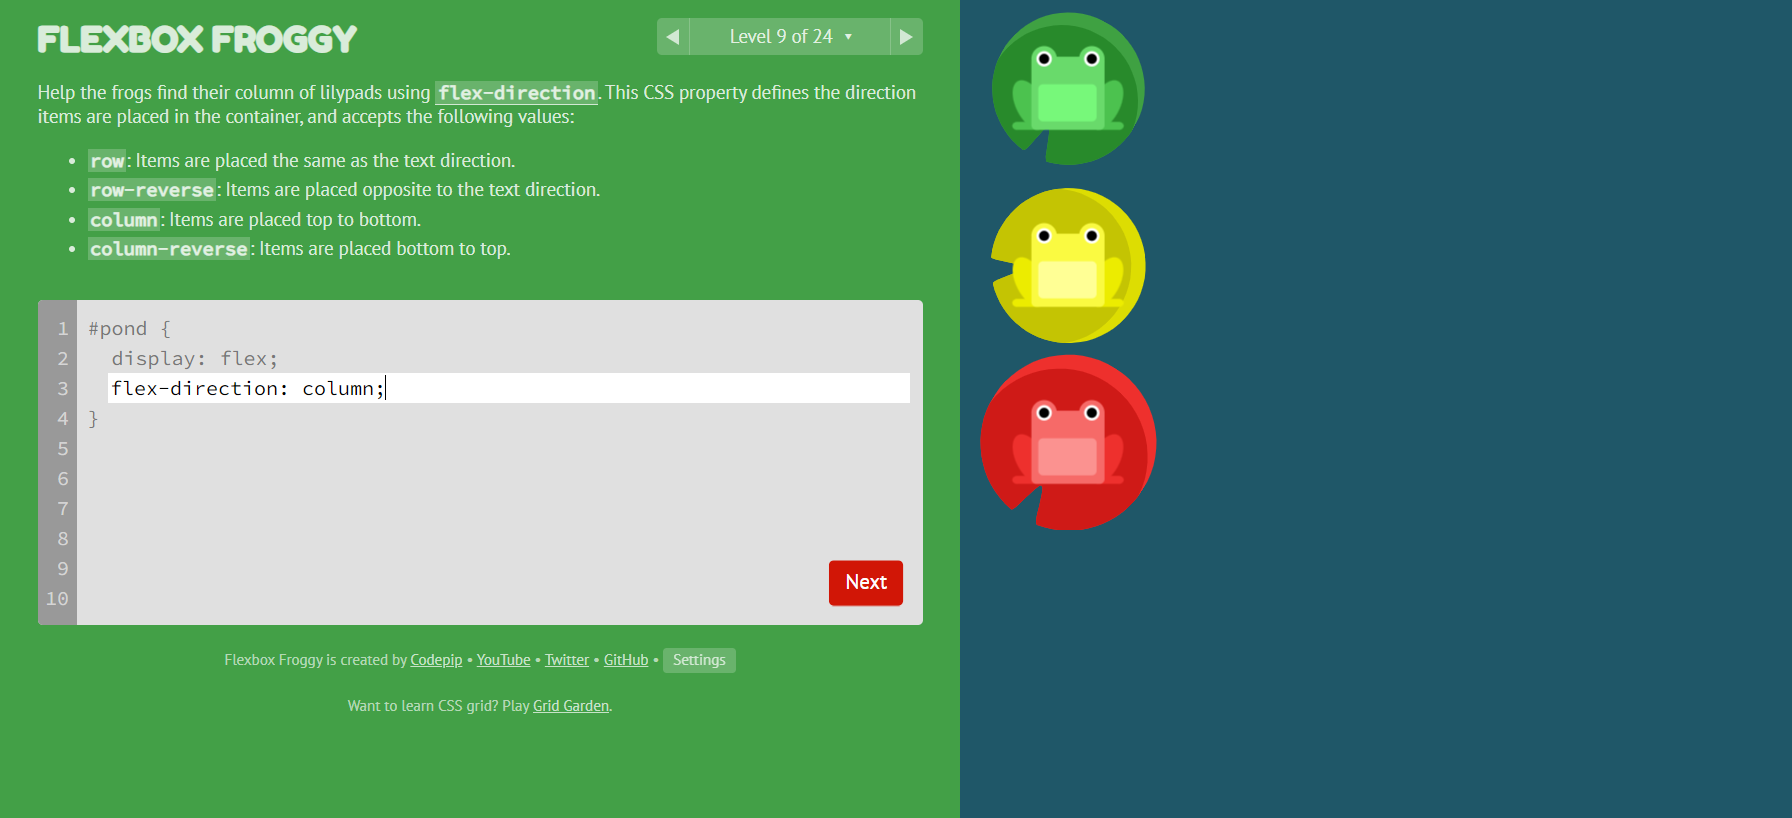 FLEXBOX FROGGY
◀ Level 9 of 24 ▾ ▶
Help the frogs find their column of lilypads using flex-direction. This CSS property defines the direction
items are placed in the container, and accepts the following values:
• row: Items are placed the same as the text direction.
• row-reverse: Items are placed opposite to the text direction.
• column: Items are placed top to bottom.
• column-reverse: Items are placed bottom to top.
1 #pond {
2 display: flex;
3 flex-direction: column;
4 }
5
6
7
8
9
10
Next
Flexbox Froggy is created by Codepip • YouTube • Twitter • GitHub • Settings
Want to learn CSS grid? Play Grid Garden.